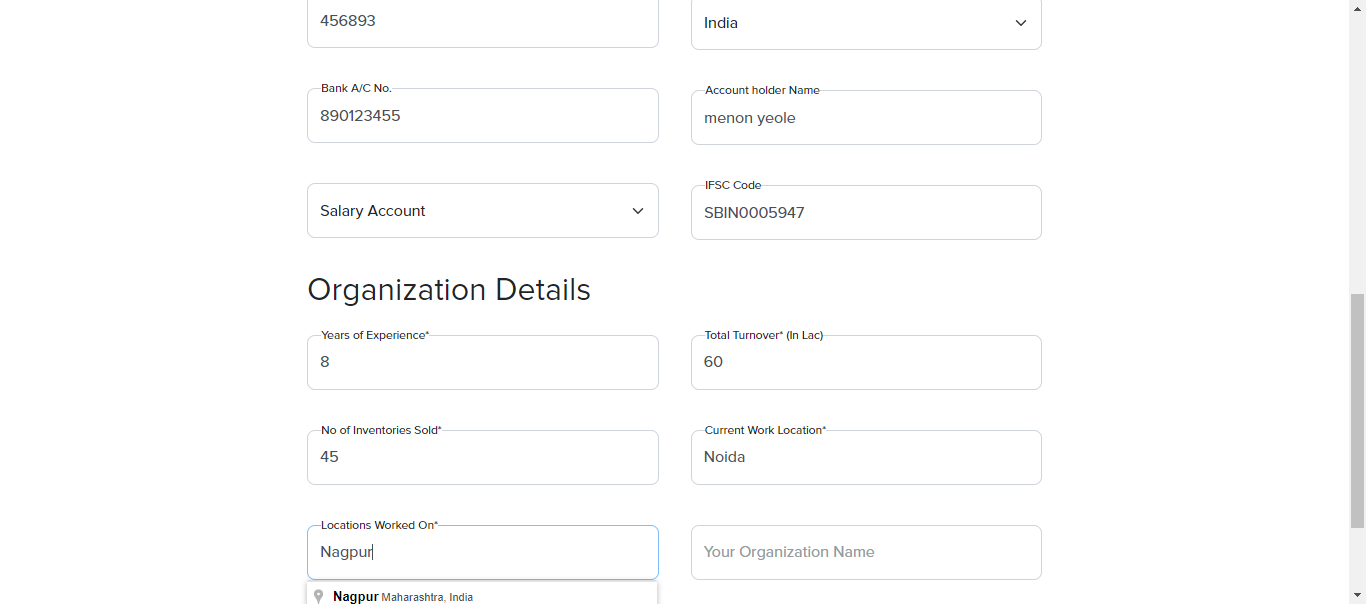 456893
India
Bank A/C No.
890123455
Account holder Name
menon yeole
Salary Account
IFSC Code
SBIN0005947
Organization Details
Years of Experience*
8
Total Turnover* (In Lac)
60
No of Inventories Sold*
45
Current Work Location*
Noida
Locations Worked On*
Nagpur
Your Organization Name
Nagpur Maharashtra, India